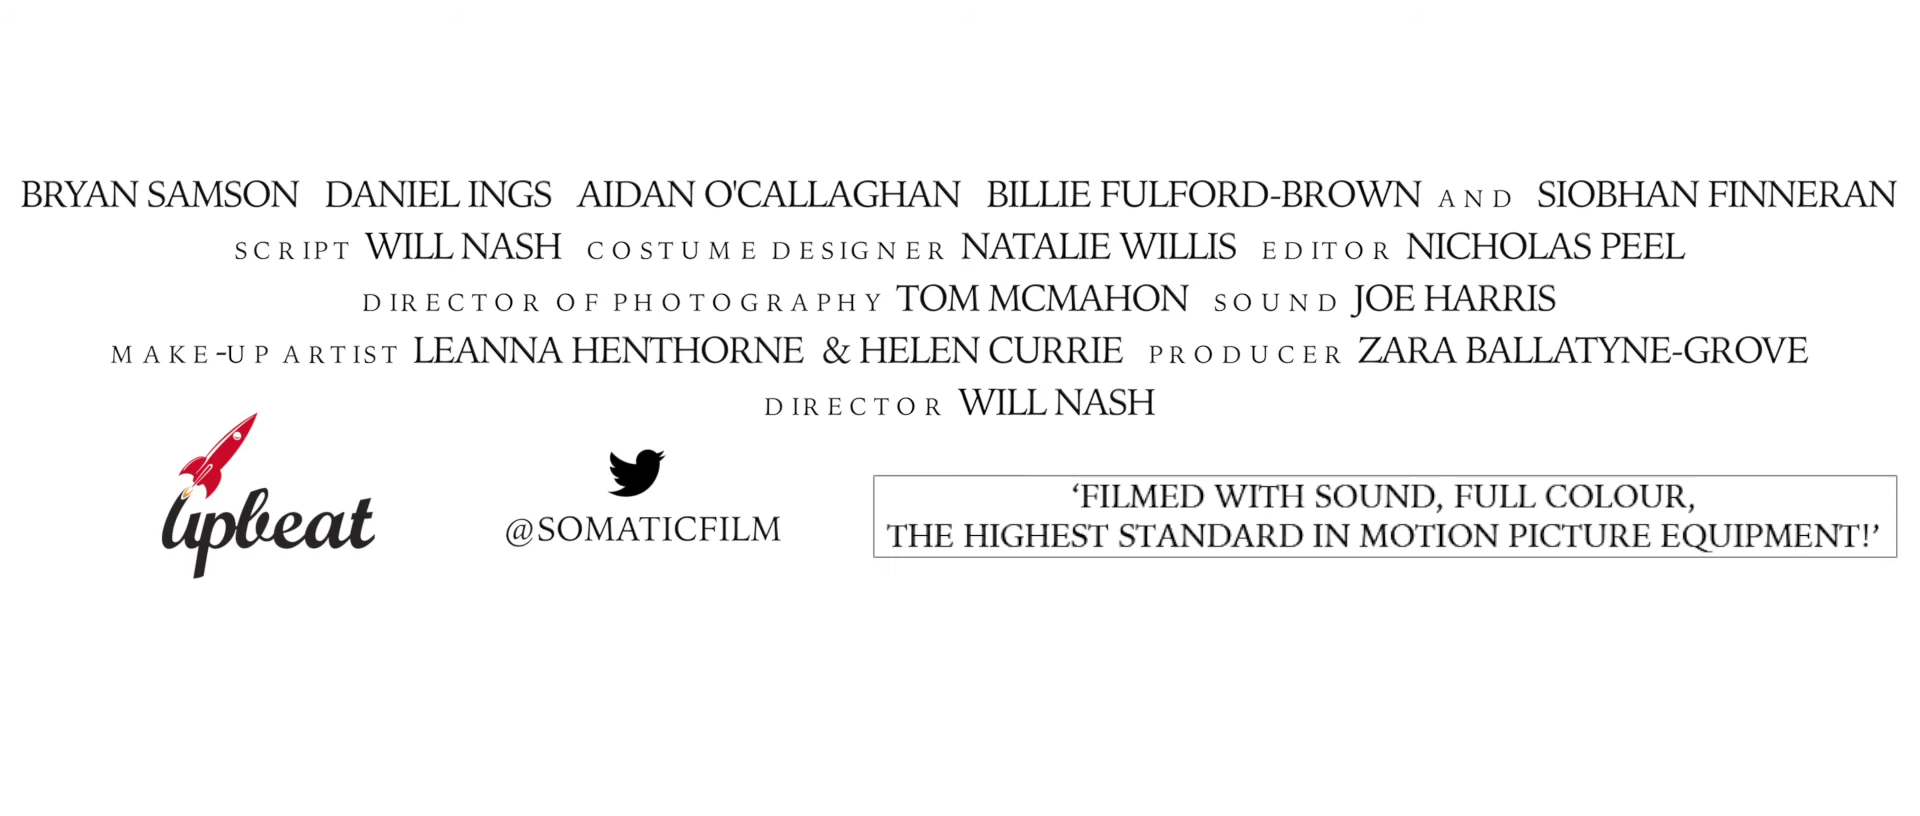 BRYAN SAMSON DANIEL INGS AIDAN O'CALLAGHAN BILLIE FULFORD-BROWN AND SIOBHAN FINNERAN
SCRIPT WILL NASH COSTUME DESIGNER NATALIE WILLIS EDITOR NICHOLAS PEEL
DIRECTOR OF PHOTOGRAPHY TOM MCMAHON SOUND JOE HARRIS
MAKE-UP ARTIST LEANNA HENTHORNE & HELEN CURRIE PRODUCER ZARA BALLATYNE-GROVE
DIRECTOR WILL NASH
upbeat
@SOMATICFILM
‘FILMED WITH SOUND, FULL COLOUR,
THE HIGHEST STANDARD IN MOTION PICTURE EQUIPMENT!’